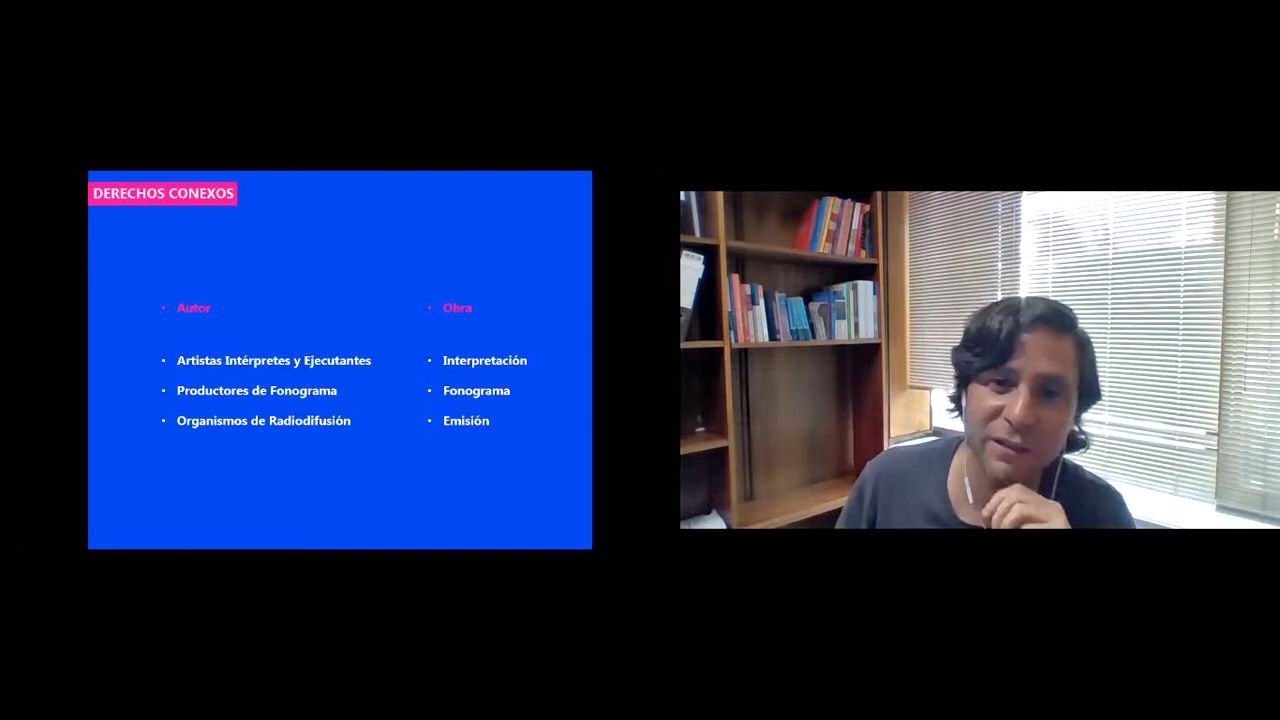 DERECHOS CONEXOS
• Autor
• Obra
• Artistas Intérpretes y Ejecutantes
• Interpretación
• Productores de Fonograma
• Fonograma
• Organismos de Radiodifusión
• Emisión